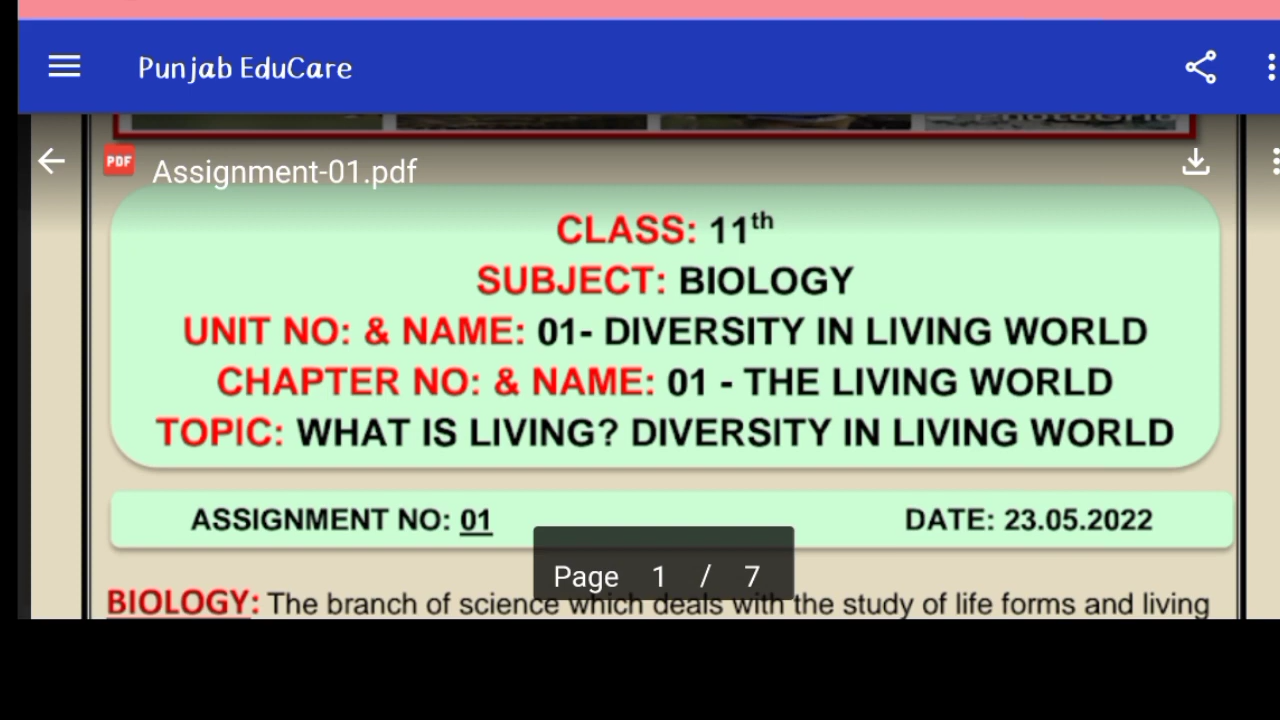 Punjab EduCare
PDF Assignment-01.pdf
CLASS: 11th
SUBJECT: BIOLOGY
UNIT NO: & NAME: 01- DIVERSITY IN LIVING WORLD
CHAPTER NO: & NAME: 01 - THE LIVING WORLD
TOPIC: WHAT IS LIVING? DIVERSITY IN LIVING WORLD
ASSIGNMENT NO: 01 DATE: 23.05.2022
Page 1 / 7
BIOLOGY: The branch of science which deals with the study of life forms and living